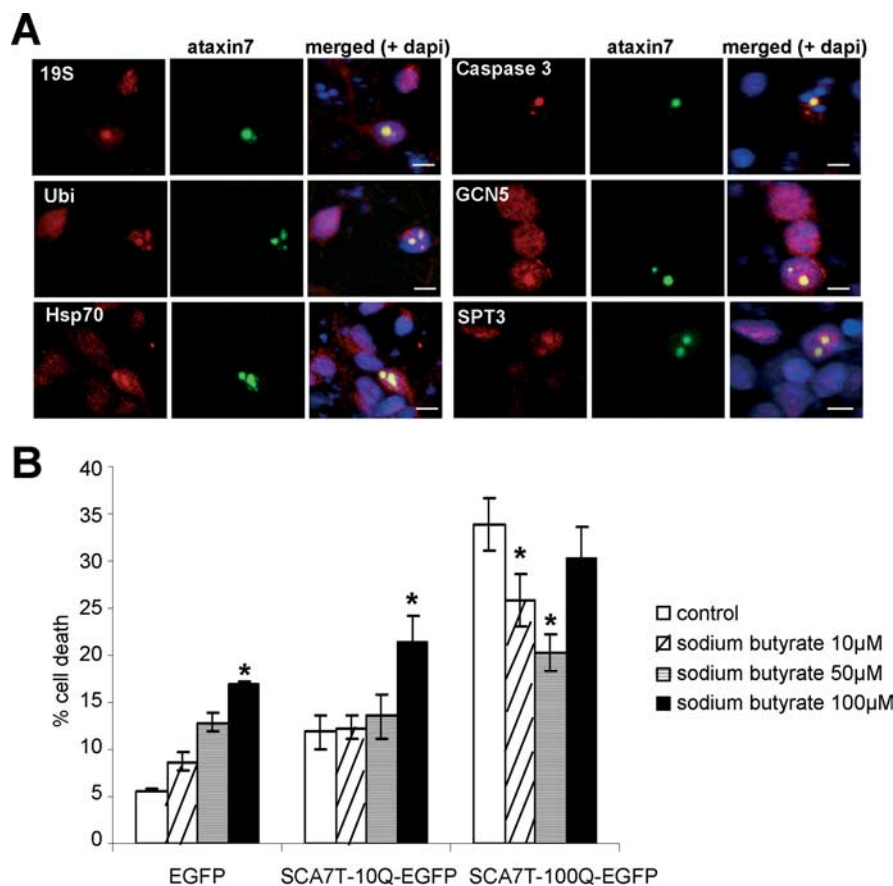 A
ataxin7 merged (+ dapi) ataxin7 merged (+ dapi)
19S Caspase 3
Ubi GCN5
Hsp70 SPT3
B
% cell death
40
35
30
25
20
15
10
5
0
* * * *
EGFP SCA7T-10Q-EGFP SCA7T-100Q-EGFP
control
sodium butyrate 10µM
sodium butyrate 50µM
sodium butyrate 100µM